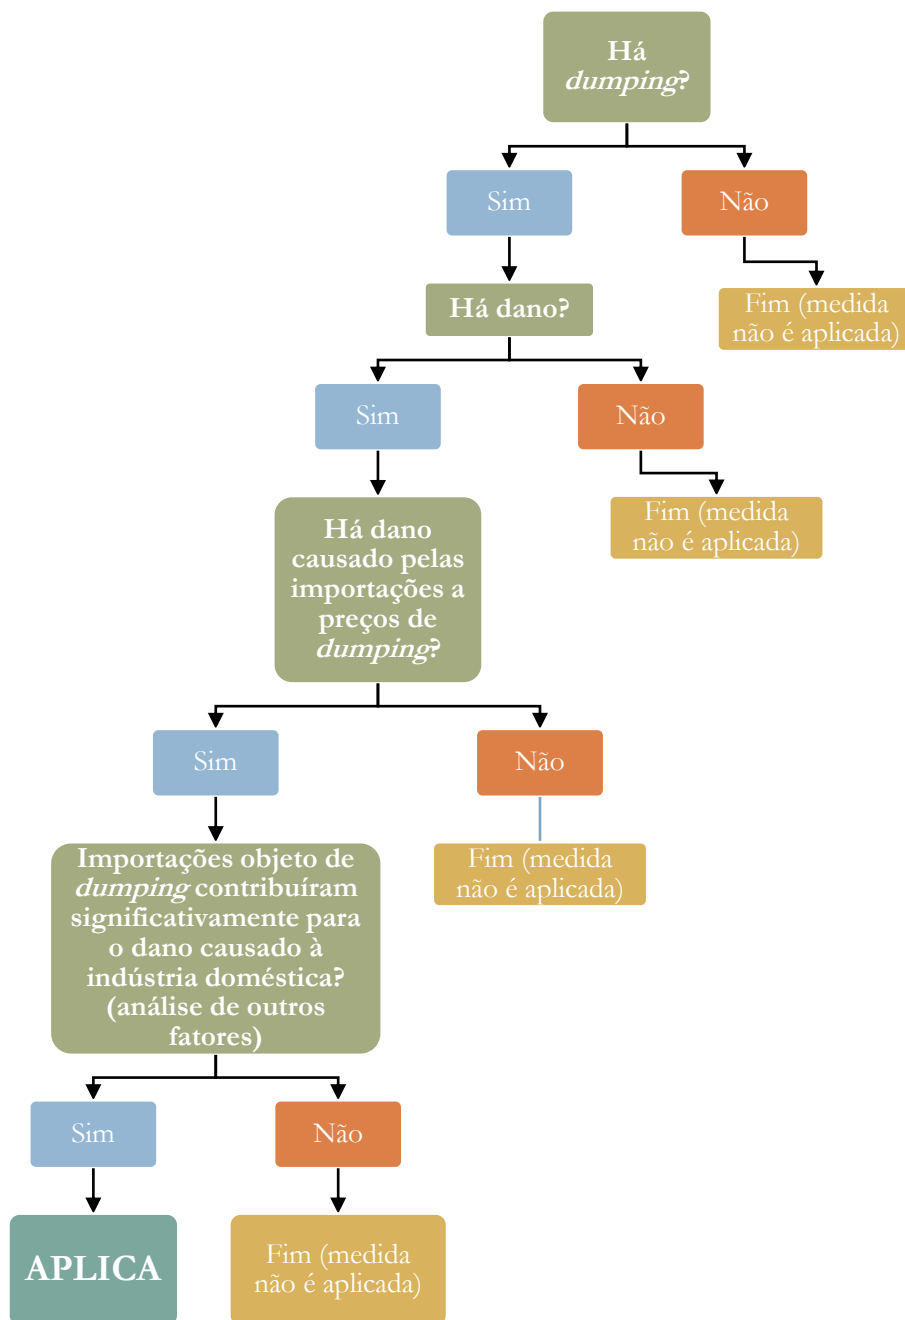 Há
dumping?
Sim
Não
Há dano?
Fim (medida
não é aplicada)
Sim
Não
Há dano
causado pelas
importações a
preços de
dumping?
Fim (medida
não é aplicada)
Sim
Não
Importações objeto de
dumping contribuíram
significativamente para
o dano causado à
indústria doméstica?
(análise de outros
fatores)
Fim (medida
não é aplicada)
Sim
Não
APLICA
Fim (medida
não é aplicada)